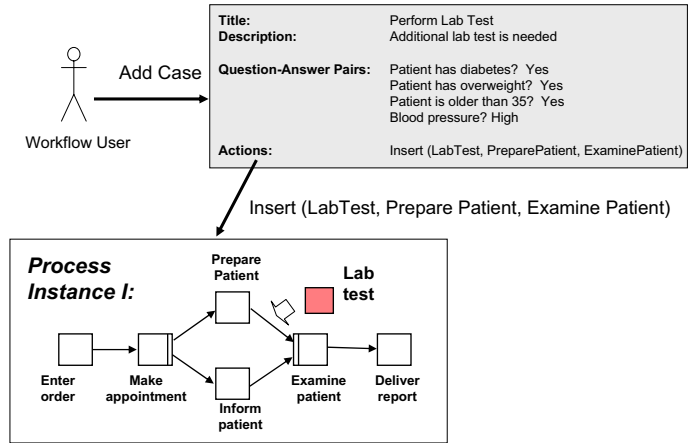 Title: Perform Lab Test
Description: Additional lab test is needed
Question-Answer Pairs: Patient has diabetes? Yes
Patient has overweight? Yes
Patient is older than 35? Yes
Blood pressure? High
Actions: Insert (LabTest, PreparePatient, ExaminePatient)
Add Case
Workflow User
Insert (LabTest, Prepare Patient, Examine Patient)
Process
Instance I:
Prepare
Patient
Lab
test
Enter
order
Make
appointment
Inform
patient
Examine
patient
Deliver
report